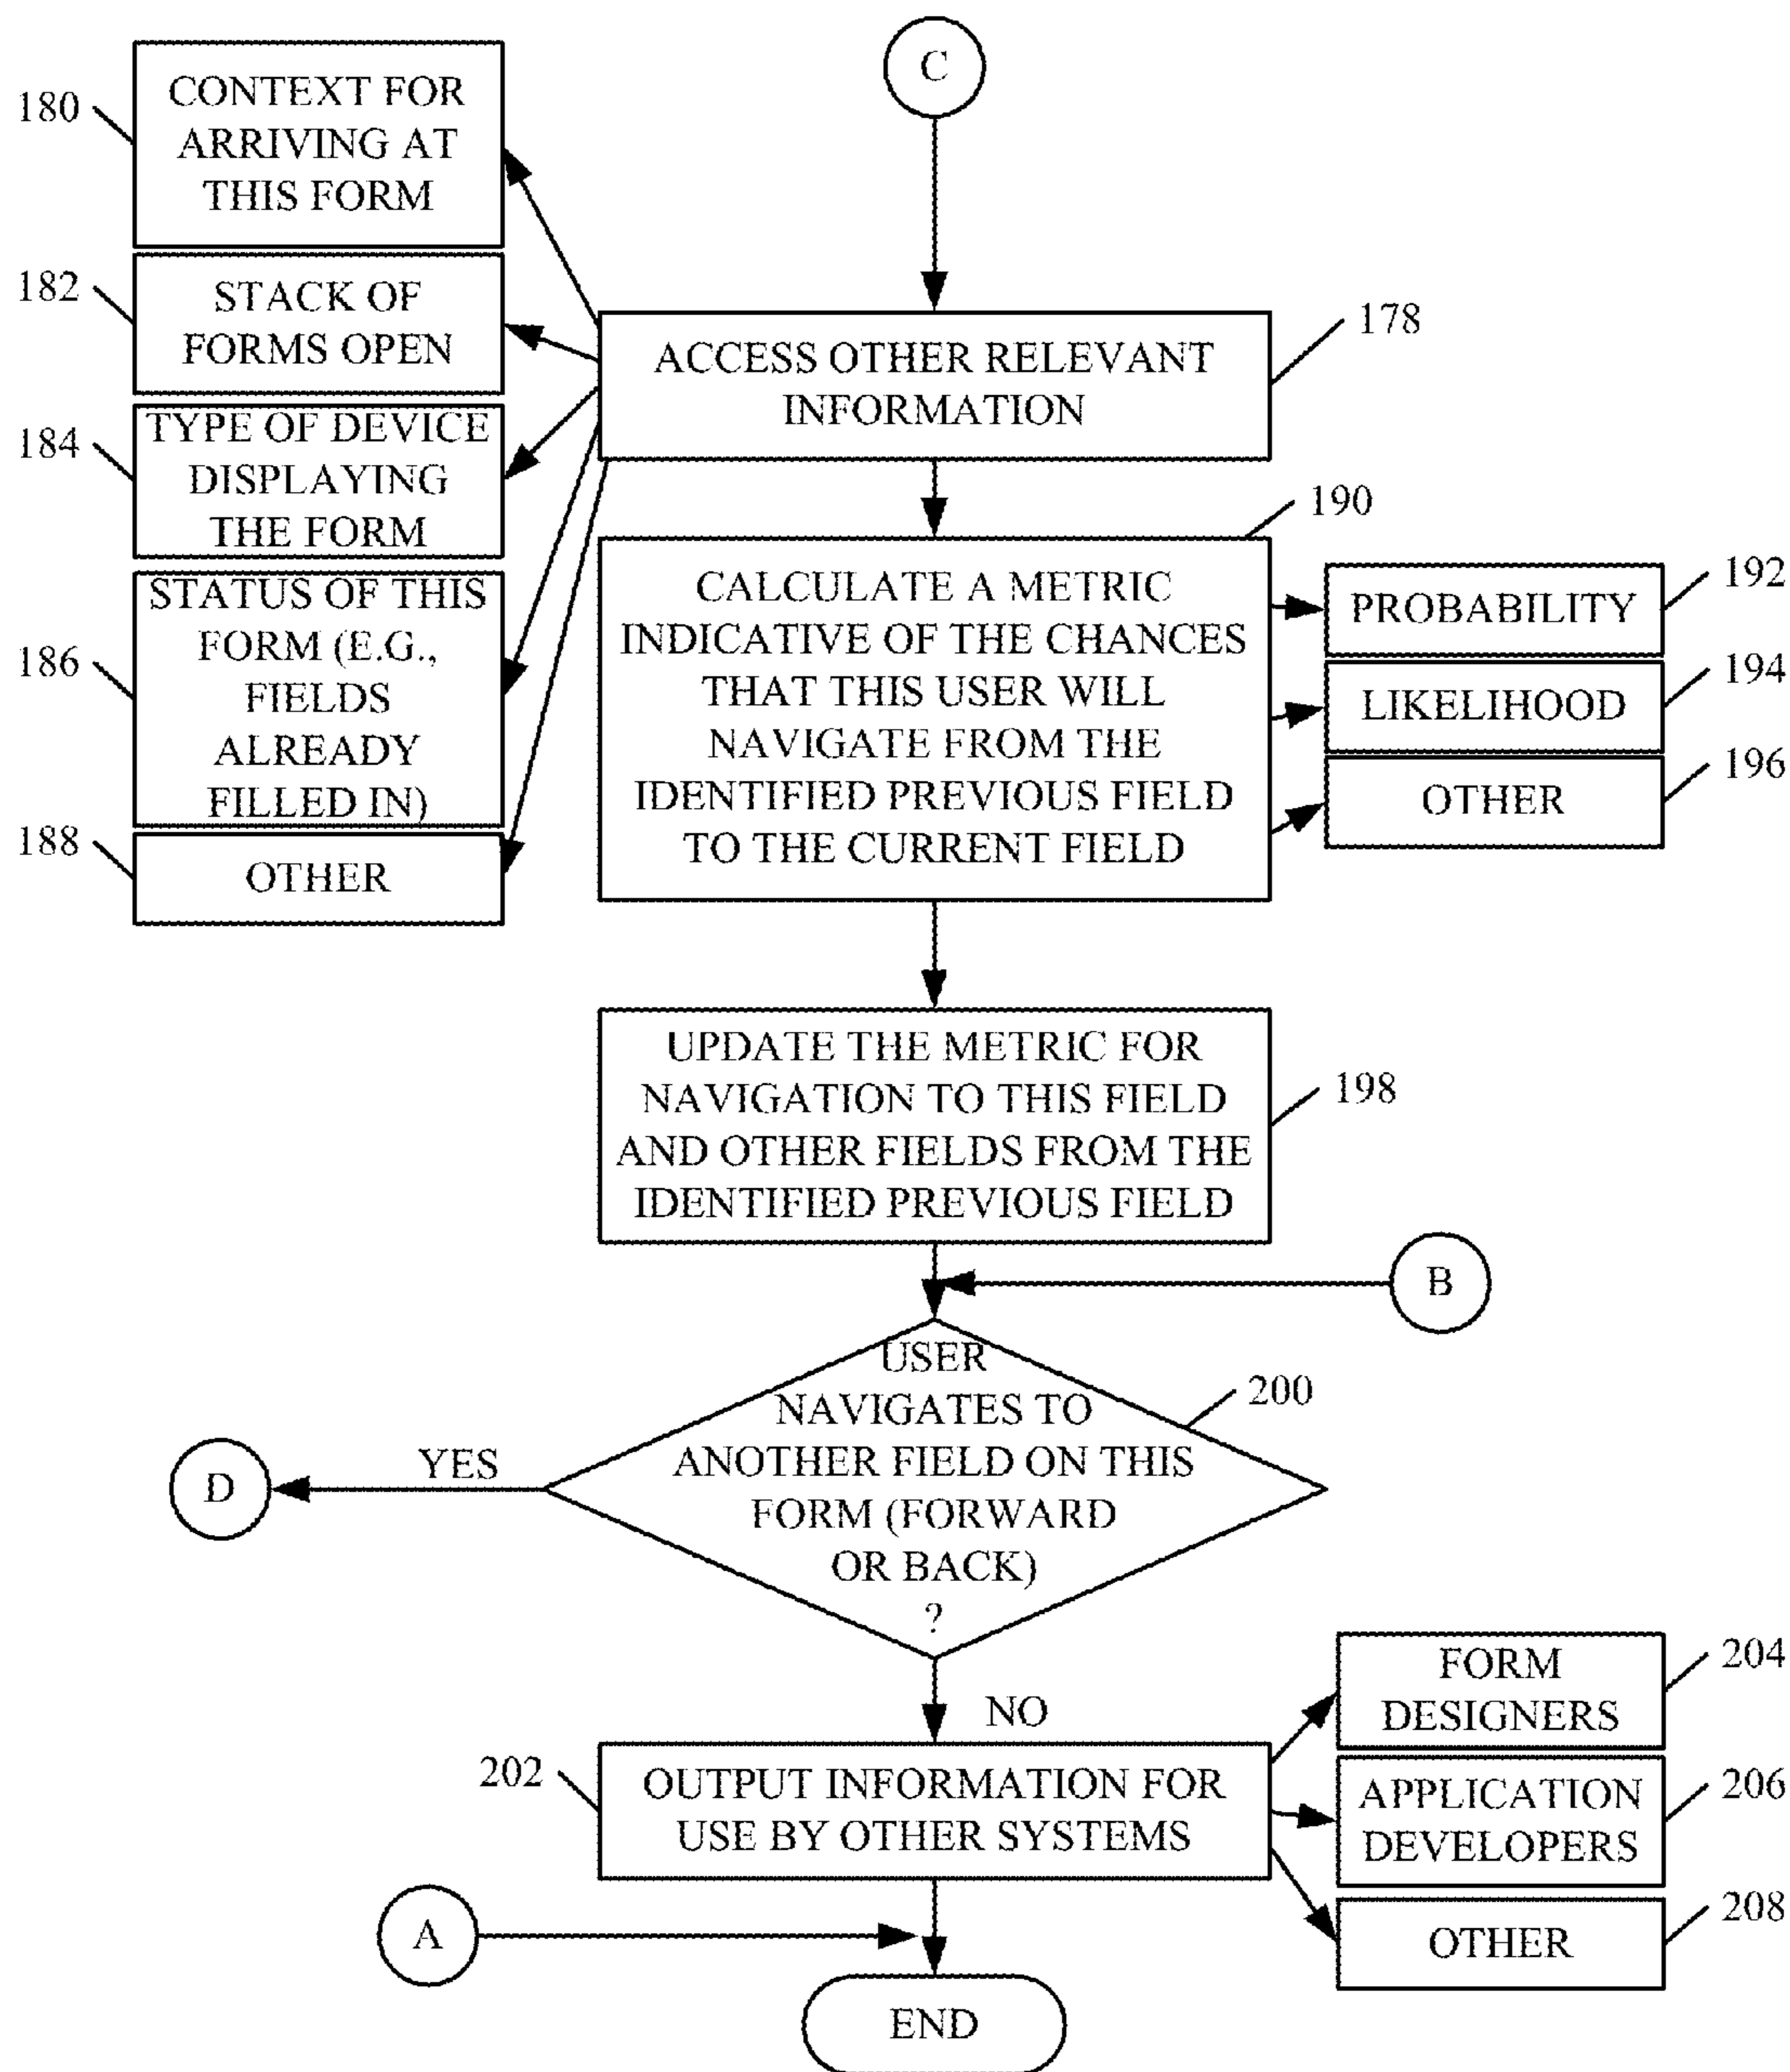 C
180
CONTEXT FOR
ARRIVING AT
THIS FORM
182
STACK OF
FORMS OPEN
184
TYPE OF DEVICE
DISPLAYING
THE FORM
186
STATUS OF THIS
FORM (E.G.,
FIELDS
ALREADY
FILLED IN)
188
OTHER
ACCESS OTHER RELEVANT
INFORMATION
178
190
CALCULATE A METRIC
INDICATIVE OF THE CHANCES
THAT THIS USER WILL
NAVIGATE FROM THE
IDENTIFIED PREVIOUS FIELD
TO THE CURRENT FIELD
PROBABILITY
192
LIKELIHOOD
194
OTHER
196
UPDATE THE METRIC FOR
NAVIGATION TO THIS FIELD
AND OTHER FIELDS FROM THE
IDENTIFIED PREVIOUS FIELD
198
B
USER
NAVIGATES TO
ANOTHER FIELD ON THIS
FORM (FORWARD
OR BACK)
?
200
YES
D
NO
202
OUTPUT INFORMATION FOR
USE BY OTHER SYSTEMS
FORM
DESIGNERS
204
APPLICATION
DEVELOPERS
206
OTHER
208
A
END